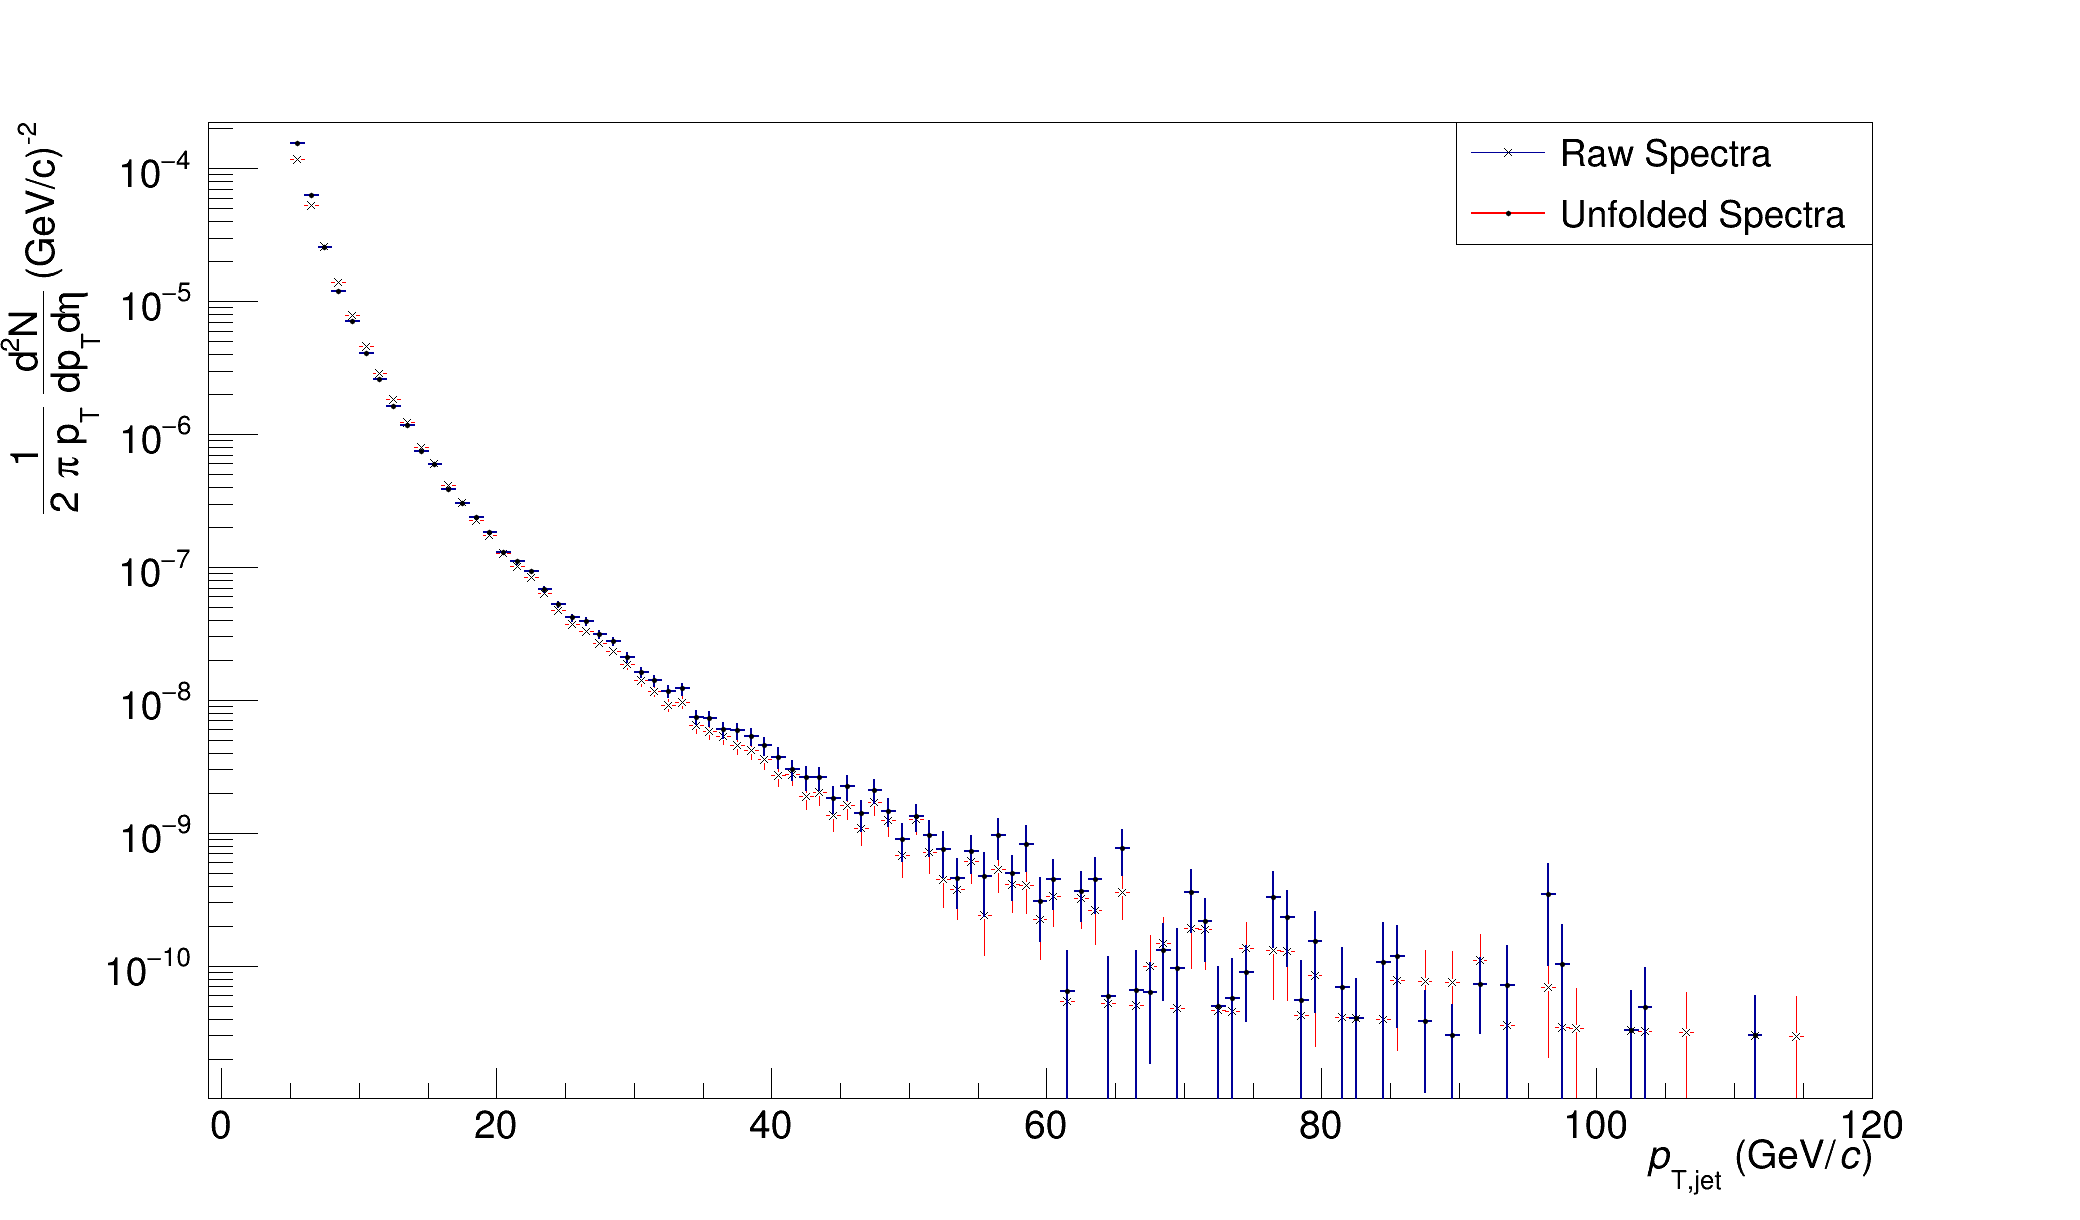 1/(2 π p_T) d²N/(dp_T dη) (GeV/c)⁻²
10⁻⁴
10⁻⁵
10⁻⁶
10⁻⁷
10⁻⁸
10⁻⁹
10⁻¹⁰
Raw Spectra
Unfolded Spectra
0 20 40 60 80 100 120
p_T,jet (GeV/c)